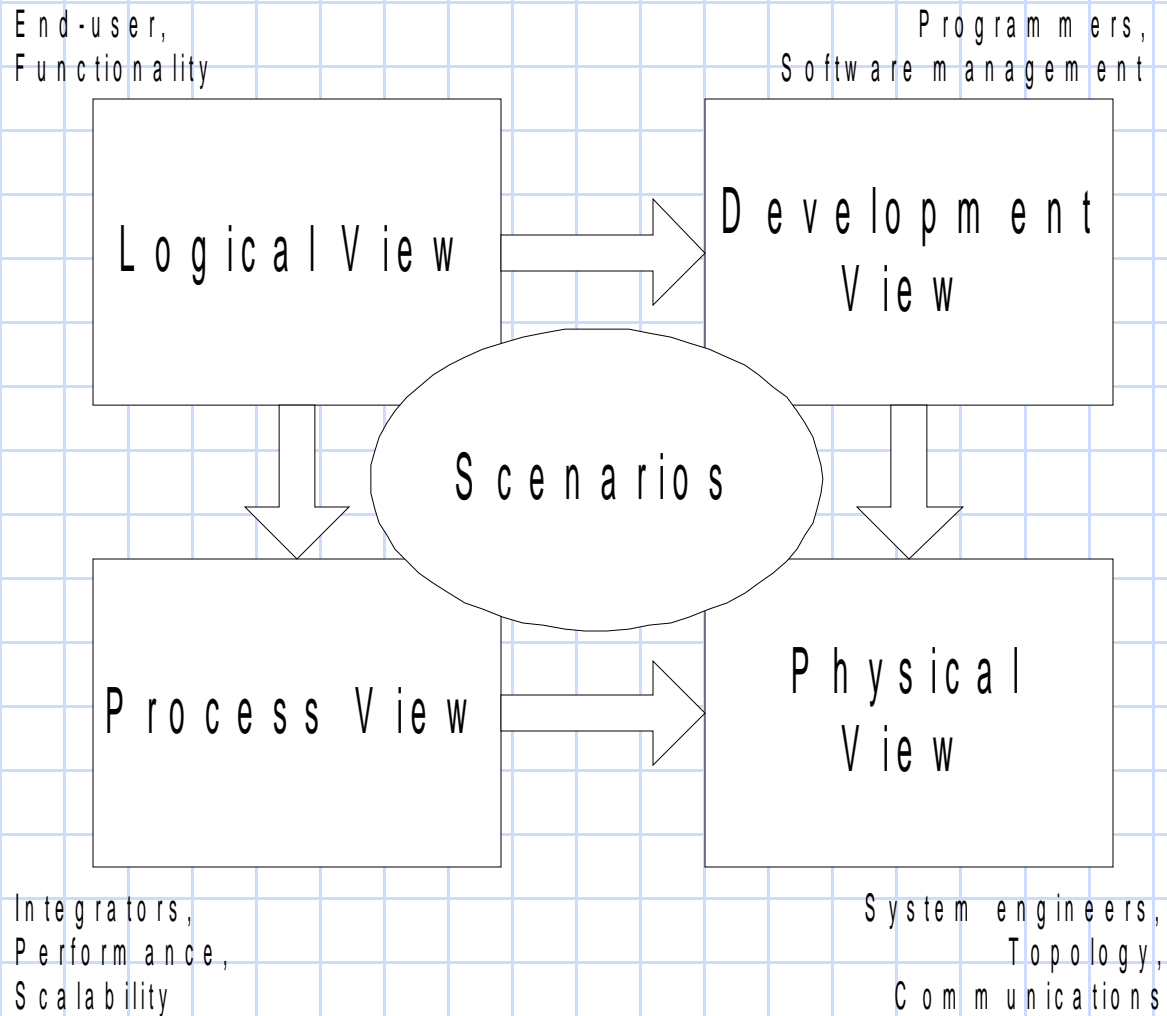 End-user,
Functionality
Programmers,
Software management
Logical View
Development
View
Scenarios
Process View
Physical
View
Integrators,
Performance,
Scalability
System engineers,
Topology,
Communications